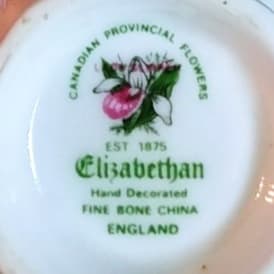 CANADIAN PROVINCIAL FLOWERS
EST 1875
Elizabethan
Hand Decorated
FINE BONE CHINA
ENGLAND